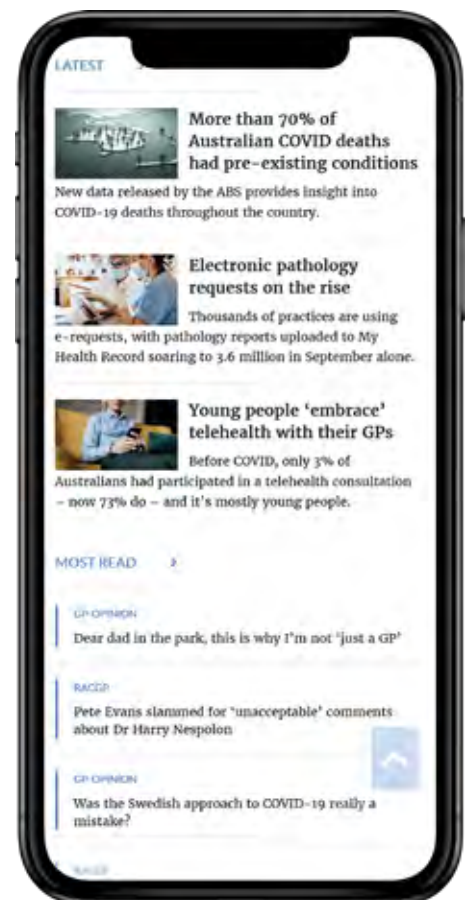 LATEST
More than 70% of
Australian COVID deaths
had pre-existing conditions
New data released by the ABS provides insight into
COVID-19 deaths throughout the country.
Electronic pathology
requests on the rise
Thousands of practices are using
e-requests, with pathology reports uploaded to My
Health Record soaring to 3.6 million in September alone.
Young people ‘embrace’
telehealth with their GPs
Before COVID, only 3% of
Australians had participated in a telehealth consultation
– now 73% do – and it’s mostly young people.
MOST READ >
GP OPINION
Dear dad in the park, this is why I’m not ‘just a GP’
RACGP
Pete Evans slammed for ‘unacceptable’ comments
about Dr Harry Nespolon
GP OPINION
Was the Swedish approach to COVID-19 really a
mistake?
RACGP